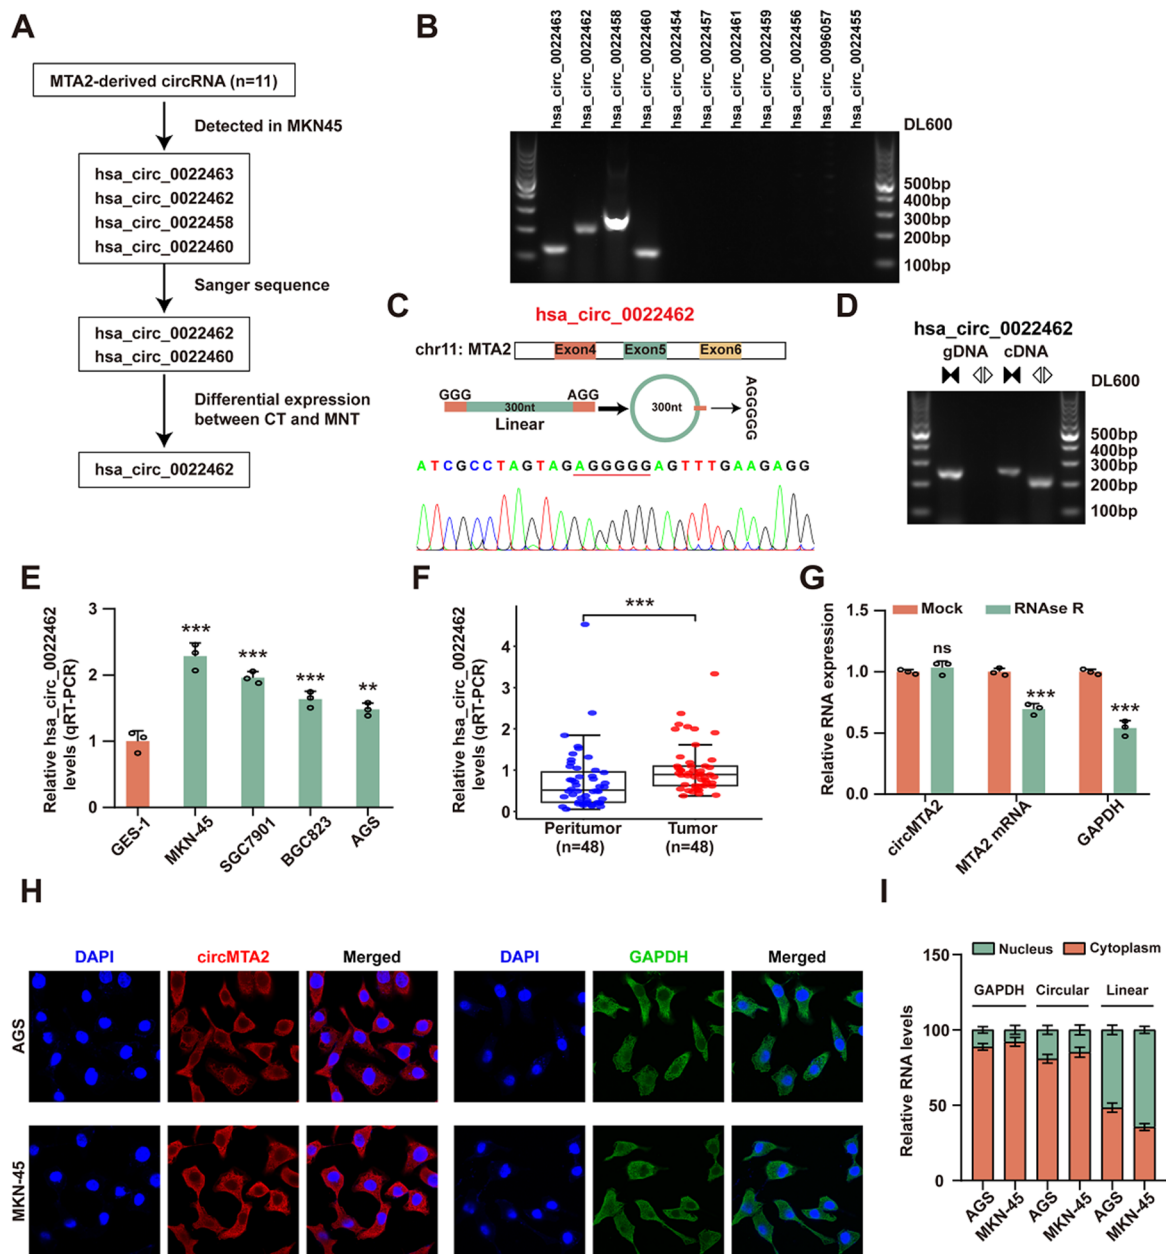 A
MTA2-derived circRNA (n=11)
Detected in MKN45
hsa_circ_0022463
hsa_circ_0022462
hsa_circ_0022458
hsa_circ_0022460
Sanger sequence
hsa_circ_0022462
hsa_circ_0022460
Differential expression
between CT and MNT
hsa_circ_0022462
B
hsa_circ_0022463
hsa_circ_0022462
hsa_circ_0022458
hsa_circ_0022460
hsa_circ_0022454
hsa_circ_0022457
hsa_circ_0022461
hsa_circ_0022459
hsa_circ_0022456
hsa_circ_0096057
hsa_circ_0022455
DL600
500bp
400bp
300bp
200bp
100bp
C
hsa_circ_0022462
chr11: MTA2
Exon4
Exon5
Exon6
GGG
AGG
300nt
Linear
300nt
AGGGGG
ATCGCCTAGTAGAGGGGGAGTTTGAAGAGG
D
hsa_circ_0022462
gDNA cDNA
DL600
500bp
400bp
300bp
200bp
100bp
E
Relative hsa_circ_0022462
levels (qRT-PCR)
3
2
1
0
***
***
***
**
GES-1
MKN-45
SGC7901
BGC823
AGS
F
Relative hsa_circ_0022462
levels (qRT-PCR)
4
3
2
1
0
***
Peritumor
(n=48)
Tumor
(n=48)
G
Relative RNA expression
1.5
1.0
0.5
0
Mock
RNAse R
ns
***
***
circMTA2
MTA2 mRNA
GAPDH
H
DAPI
circMTA2
Merged
DAPI
GAPDH
Merged
AGS
MKN-45
I
Nucleus
Cytoplasm
Relative RNA levels
150
100
50
0
GAPDH
Circular
Linear
AGS
MKN-45
AGS
MKN-45
AGS
MKN-45